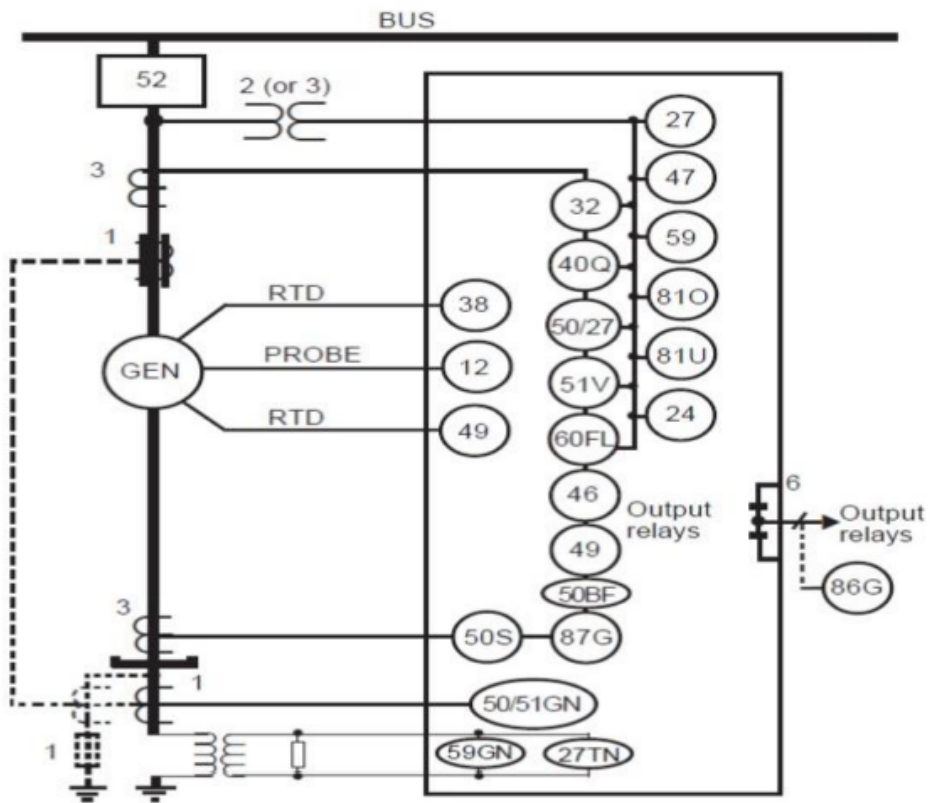 BUS
52
2 (or 3)
27
3
47
32
1
59
40Q
RTD
38
81O
50/27
PROBE
12
81U
GEN
51V
RTD
49
24
60FL
46
6
Output
relays
Output
relays
49
86G
50BF
3
50S
87G
1
50/51GN
1
59GN
27TN